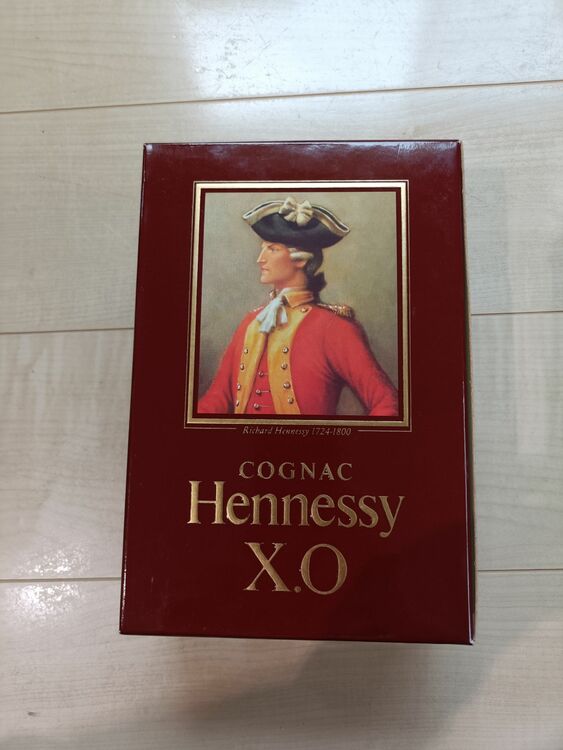 Richard Hennessy 1724-1800
COGNAC
Hennessy
X.O